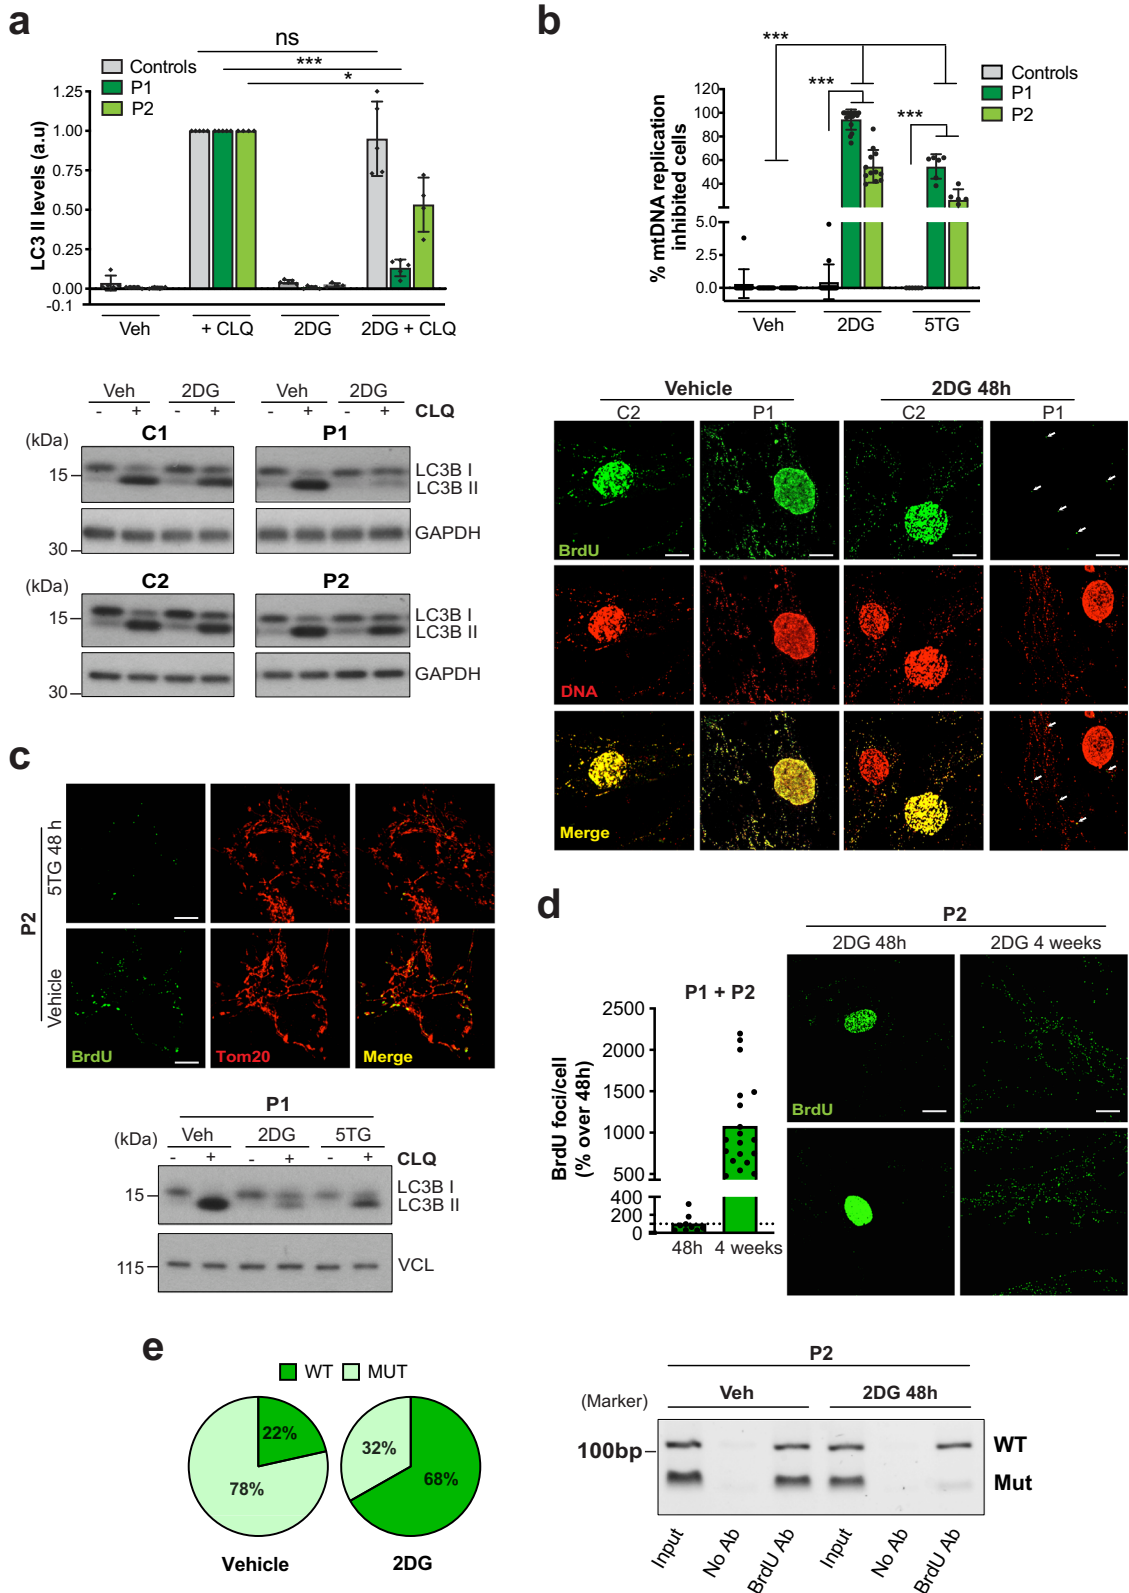 a
ns
***
*
Controls
P1
P2
LC3 II levels (a.u)
1.25
1.00
0.75
0.50
0.25
0.00
-0.1
Veh
+ CLQ
2DG
2DG + CLQ
Veh 2DG Veh 2DG
- + - + - + - + CLQ
(kDa) C1 P1
15
LC3B I
LC3B II
GAPDH
30
(kDa) C2 P2
15
LC3B I
LC3B II
GAPDH
30
b
***
***
***
Controls
P1
P2
% mtDNA replication
inhibited cells
120
100
80
60
40
5.0
2.5
0.0
Veh
2DG
5TG
Vehicle 2DG 48h
C2 P1 C2 P1
BrdU
DNA
Merge
c
P2
5TG 48 h
Vehicle
BrdU
Tom20
Merge
P1
(kDa) Veh 2DG 5TG
- + - + - + CLQ
15
LC3B I
LC3B II
115
VCL
d
P1 + P2
BrdU foci/cell
(% over 48h)
2500
2000
1500
1000
500
400
200
0
48h 4 weeks
P2
2DG 48h 2DG 4 weeks
BrdU
e
WT MUT
22%
78%
32%
68%
Vehicle 2DG
P2
Veh 2DG 48h
(Marker)
100bp
WT
Mut
Input No Ab BrdU Ab Input No Ab BrdU Ab